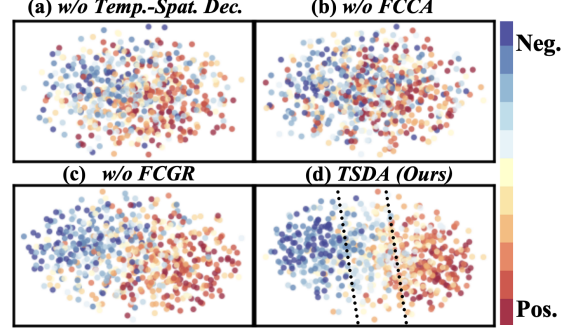 (a) w/o Temp.-Spat. Dec.
(b) w/o FCCA
Neg.
(c) w/o FCGR
(d) TSDA (Ours)
Pos.